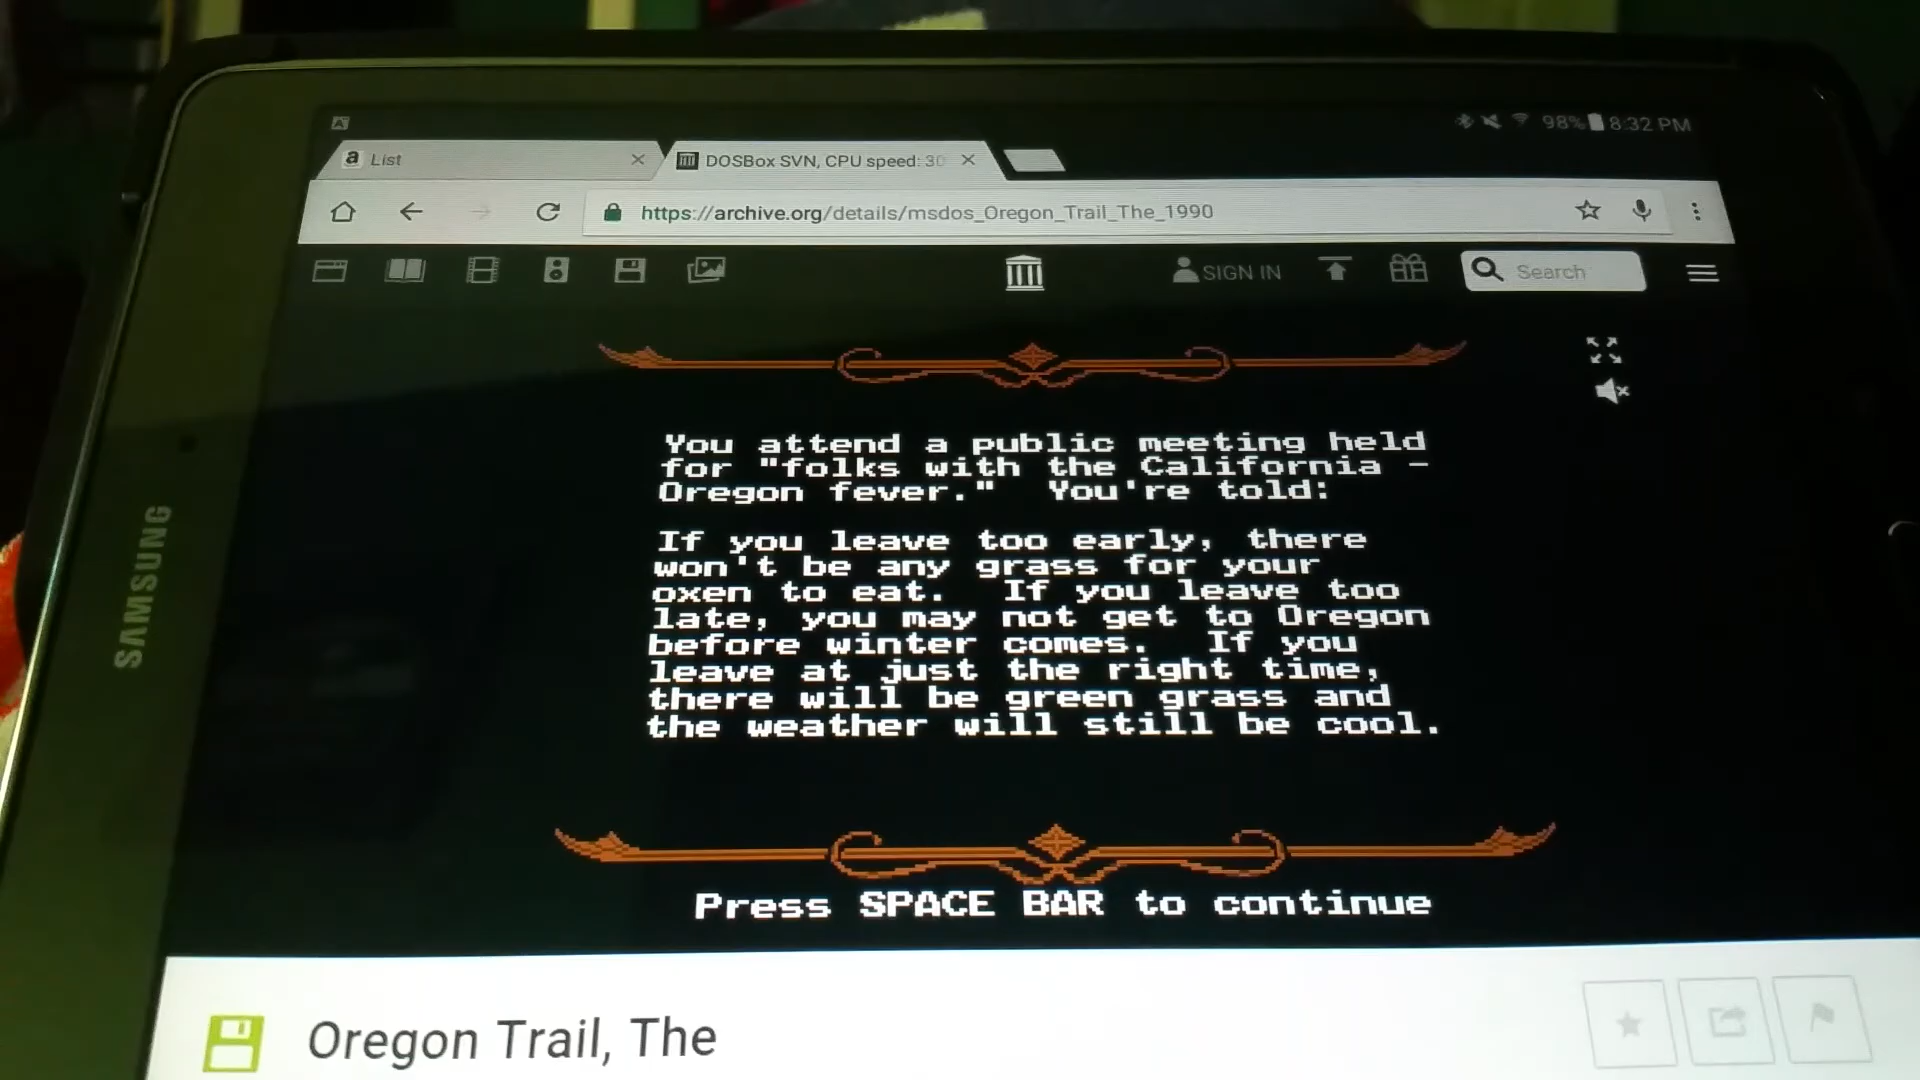 98% 8:32 PM
a List
DOSBox SVN, CPU speed: 30
https://archive.org/details/msdos_Oregon_Trail_The_1990
SIGN IN
Search
You attend a public meeting held
for "folks with the California -
Oregon fever." You're told:
If you leave too early, there
won't be any grass for your
oxen to eat. If you leave too
late, you may not get to Oregon
before winter comes. If you
leave at just the right time,
there will be green grass and
the weather will still be cool.
Press SPACE BAR to continue
Oregon Trail, The
SAMSUNG